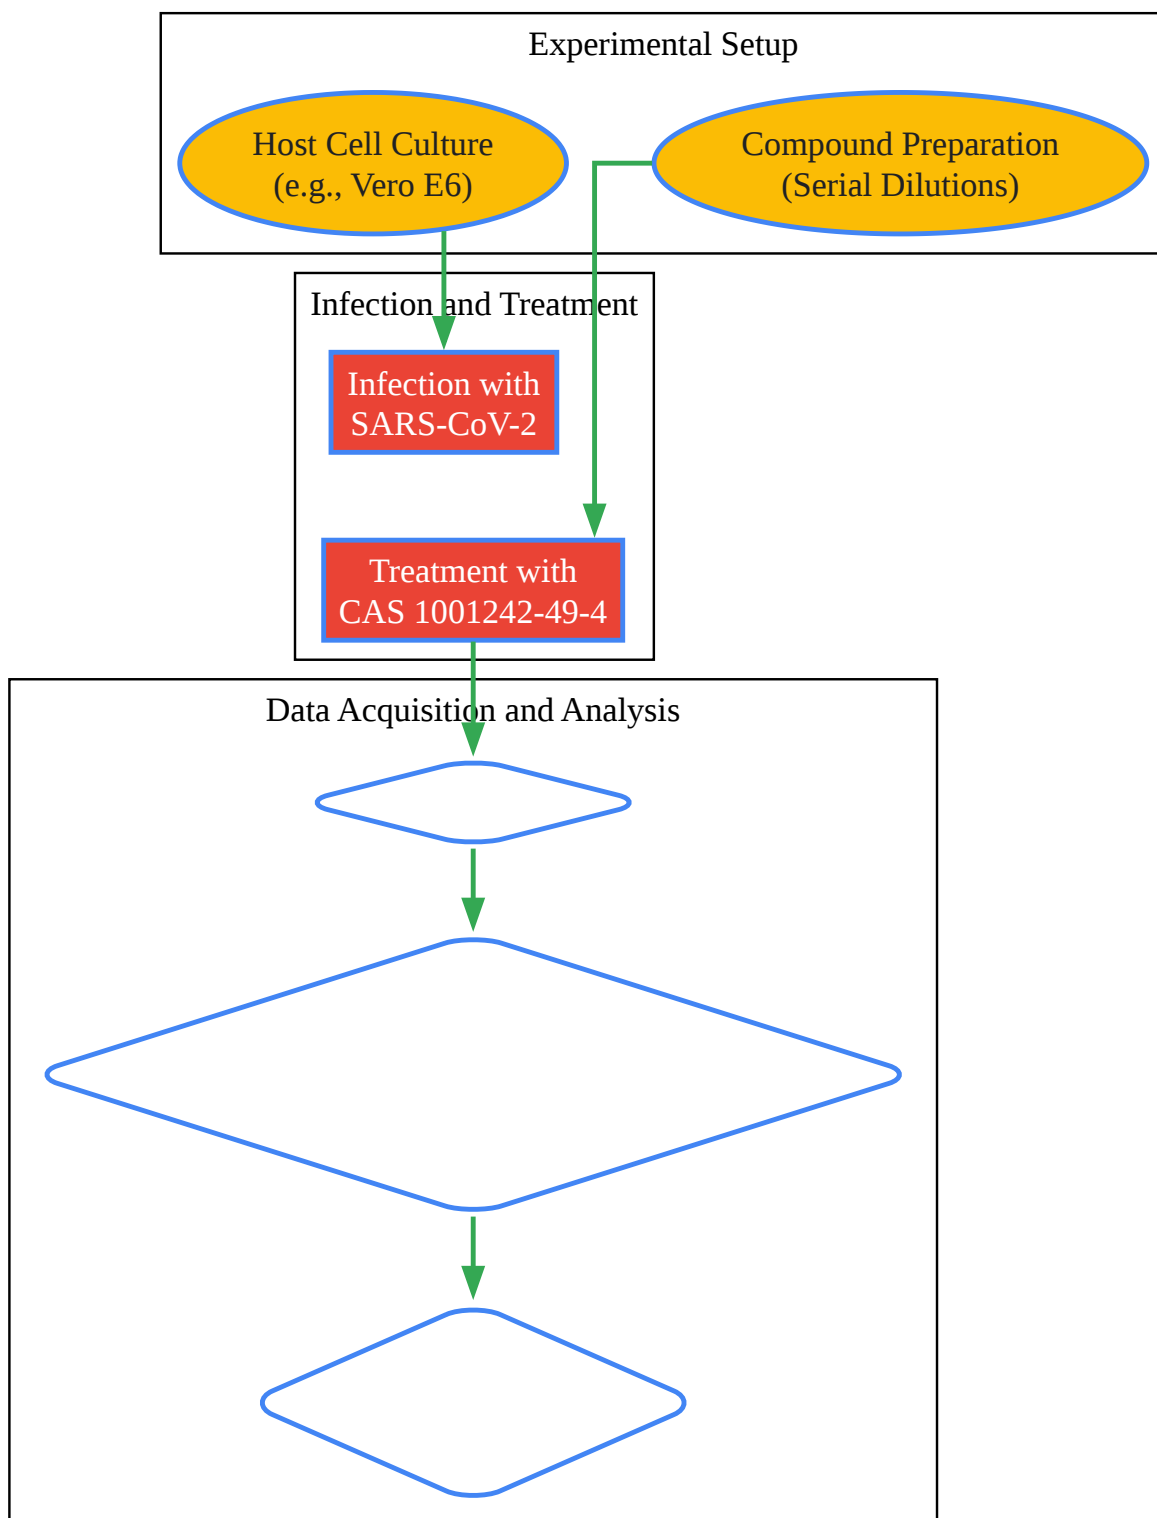 Experimental Setup
Host Cell Culture
(e.g., Vero E6)
Compound Preparation
(Serial Dilutions)
Infection and Treatment
Infection with
SARS-CoV-2
Treatment with
CAS 1001242-49-4
Data Acquisition and Analysis